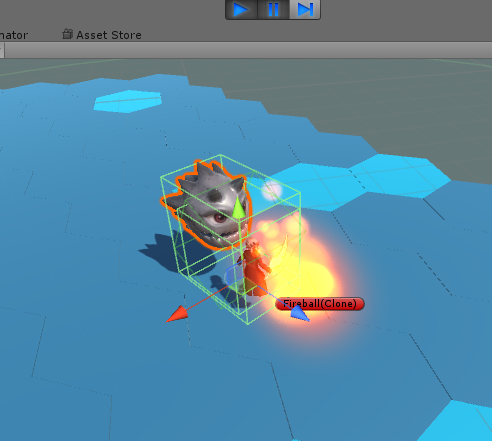 nator
Asset Store
Fireball(Clone)